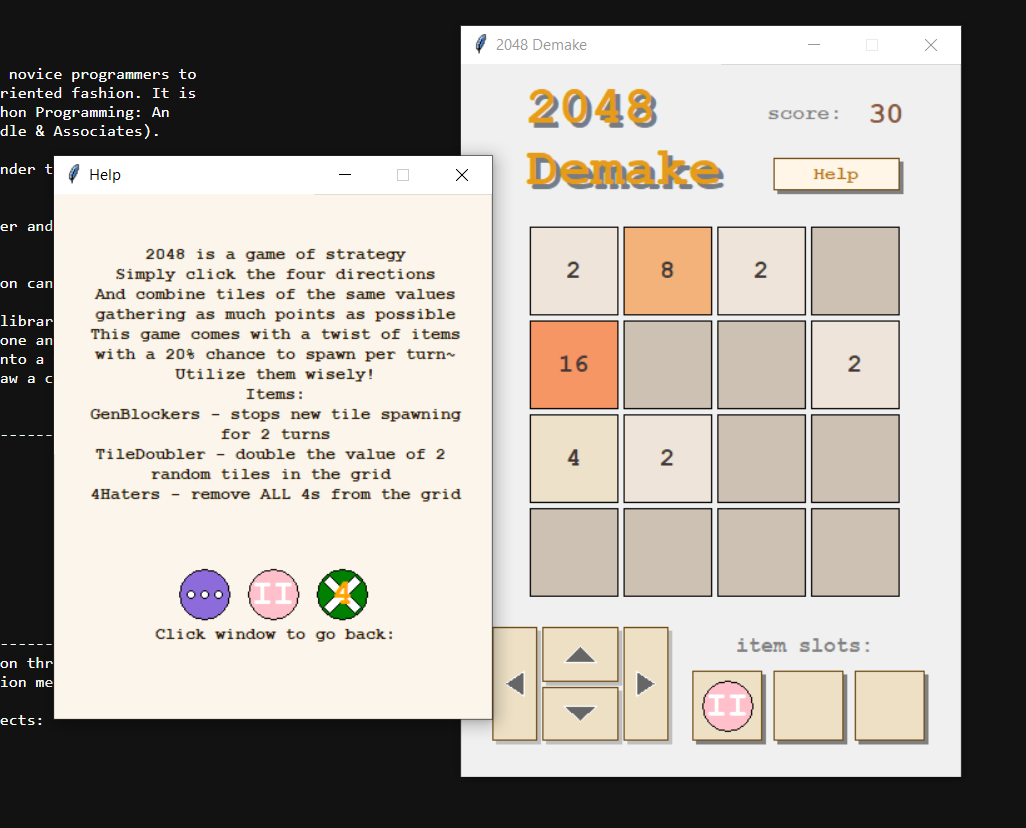 novice programmers to
riented fashion. It is
hon Programming: An
dle & Associates).
nder t
er and
on can
librar
one an
nto a
aw a c
------
------
on thr
ion me
ects:
Help
2048 is a game of strategy
Simply click the four directions
And combine tiles of the same values
gathering as much points as possible
This game comes with a twist of items
with a 20% chance to spawn per turn~
Utilize them wisely!
Items:
GenBlockers - stops new tile spawning
for 2 turns
TileDoubler - double the value of 2
random tiles in the grid
4Haters - remove ALL 4s from the grid
II 4
Click window to go back:
2048 Demake
2048
Demake
score: 30
Help
2 8 2
16 2
4 2
item slots:
II